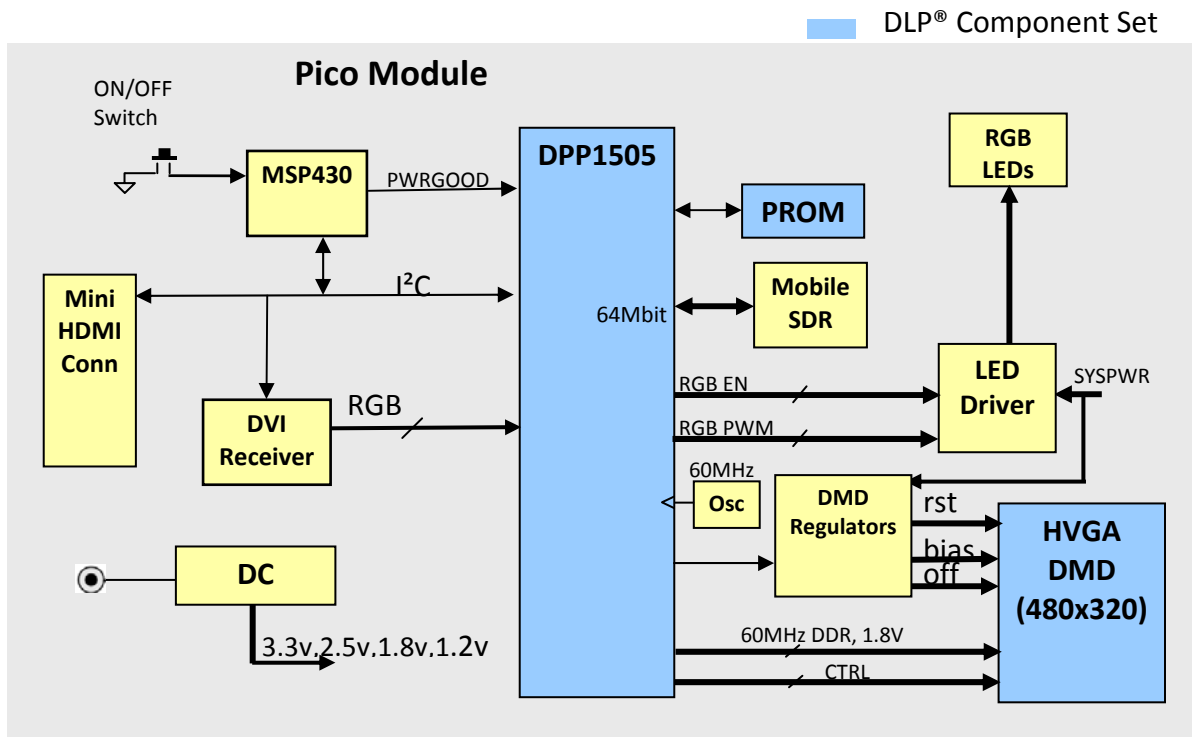 DLP® Component Set
Pico Module
ON/OFF
Switch
MSP430
PWRGOOD
DPP1505
RGB
LEDs
PROM
Mini
HDMI
Conn
I²C
64Mbit
Mobile
SDR
DVI
Receiver
RGB
RGB EN
RGB PWM
LED
Driver
SYSPWR
60MHz
Osc
DMD
Regulators
rst
bias
off
HVGA
DMD
(480x320)
DC
3.3v,2.5v,1.8v,1.2v
60MHz DDR, 1.8V
CTRL